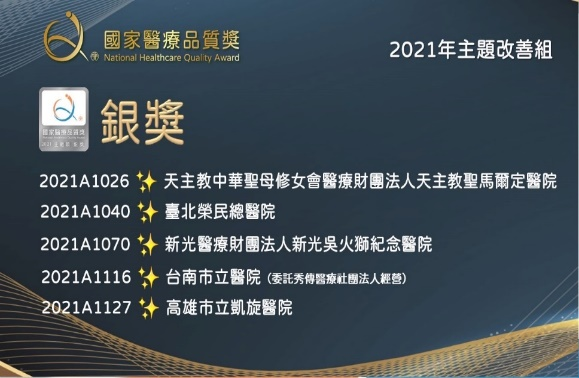 國家醫療品質獎
National Healthcare Quality Award
2021年主題改善組
國家醫療品質獎
銀獎
2021A1026 天主教中華聖母修女會醫療財團法人天主教聖馬爾定醫院
2021A1040 臺北榮民總醫院
2021A1070 新光醫療財團法人新光吳火獅紀念醫院
2021A1116 台南市立醫院（委託秀傳醫療社團法人經營）
2021A1127 高雄市立凱旋醫院